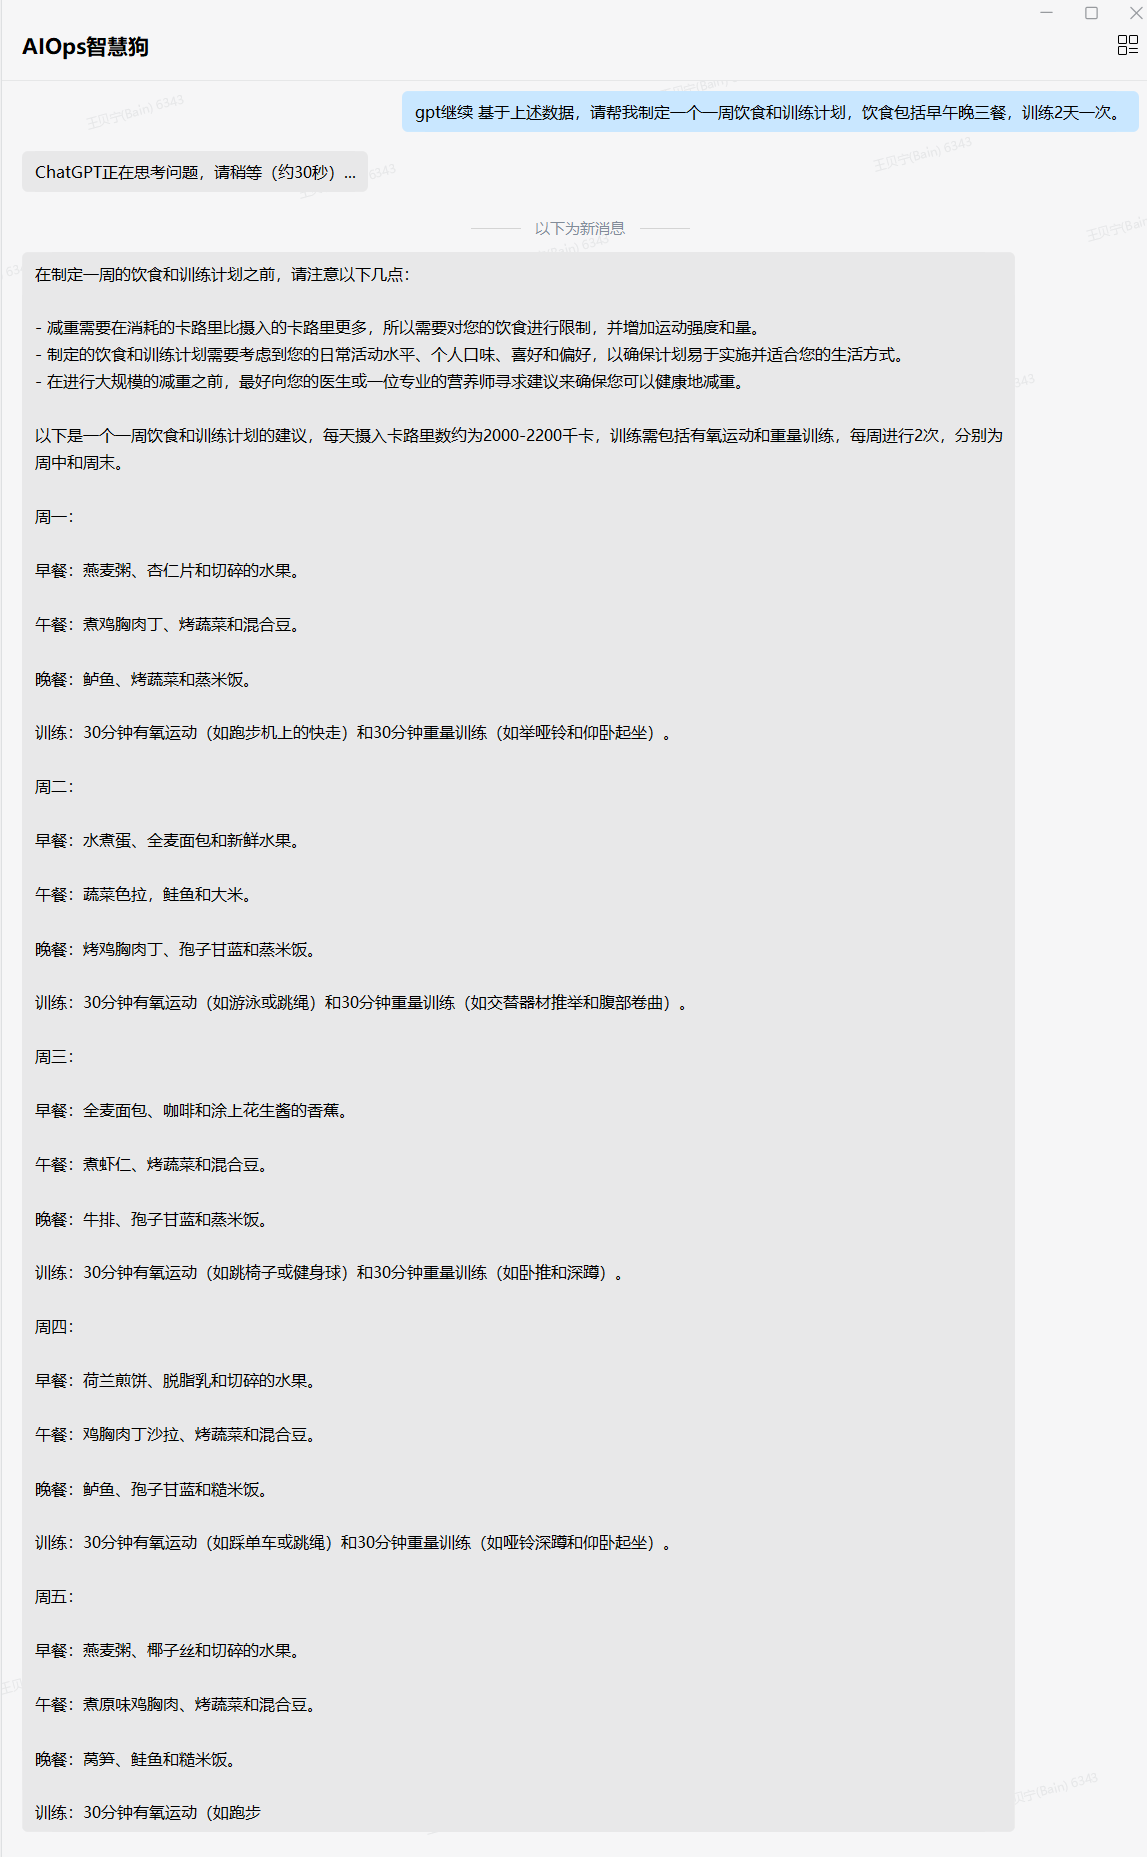 AIOps智慧狗
gpt继续 基于上述数据，请帮我制定一个一周饮食和训练计划，饮食包括早午晚三餐，训练2天一次。
ChatGPT正在思考问题，请稍等（约30秒）...
以下为新消息
在制定一周的饮食和训练计划之前，请注意以下几点：
- 减重需要在消耗的卡路里比摄入的卡路里更多，所以需要对您的饮食进行限制，并增加运动强度和量。
- 制定的饮食和训练计划需要考虑到您的日常活动水平、个人口味、喜好和偏好，以确保计划易于实施并适合您的生活方式。
- 在进行大规模的减重之前，最好向您的医生或一位专业的营养师寻求建议来确保您可以健康地减重。
以下是一个一周饮食和训练计划的建议，每天摄入卡路里数约为2000-2200千卡，训练需包括有氧运动和重量训练，每周进行2次，分别为
周中和周末。
周一：
早餐：燕麦粥、杏仁片和切碎的水果。
午餐：煮鸡胸肉丁、烤蔬菜和混合豆。
晚餐：鲈鱼、烤蔬菜和蒸米饭。
训练：30分钟有氧运动（如跑步机上的快走）和30分钟重量训练（如举哑铃和仰卧起坐）。
周二：
早餐：水煮蛋、全麦面包和新鲜水果。
午餐：蔬菜色拉，鲑鱼和大米。
晚餐：烤鸡胸肉丁、孢子甘蓝和蒸米饭。
训练：30分钟有氧运动（如游泳或跳绳）和30分钟重量训练（如交替器材推举和腹部卷曲）。
周三：
早餐：全麦面包、咖啡和涂上花生酱的香蕉。
午餐：煮虾仁、烤蔬菜和混合豆。
晚餐：牛排、孢子甘蓝和蒸米饭。
训练：30分钟有氧运动（如跳椅子或健身球）和30分钟重量训练（如卧推和深蹲）。
周四：
早餐：荷兰煎饼、脱脂乳和切碎的水果。
午餐：鸡胸肉丁沙拉、烤蔬菜和混合豆。
晚餐：鲈鱼、孢子甘蓝和糙米饭。
训练：30分钟有氧运动（如踩单车或跳绳）和30分钟重量训练（如哑铃深蹲和仰卧起坐）。
周五：
早餐：燕麦粥、椰子丝和切碎的水果。
午餐：煮原味鸡胸肉、烤蔬菜和混合豆。
晚餐：莴笋、鲑鱼和糙米饭。
训练：30分钟有氧运动（如跑步